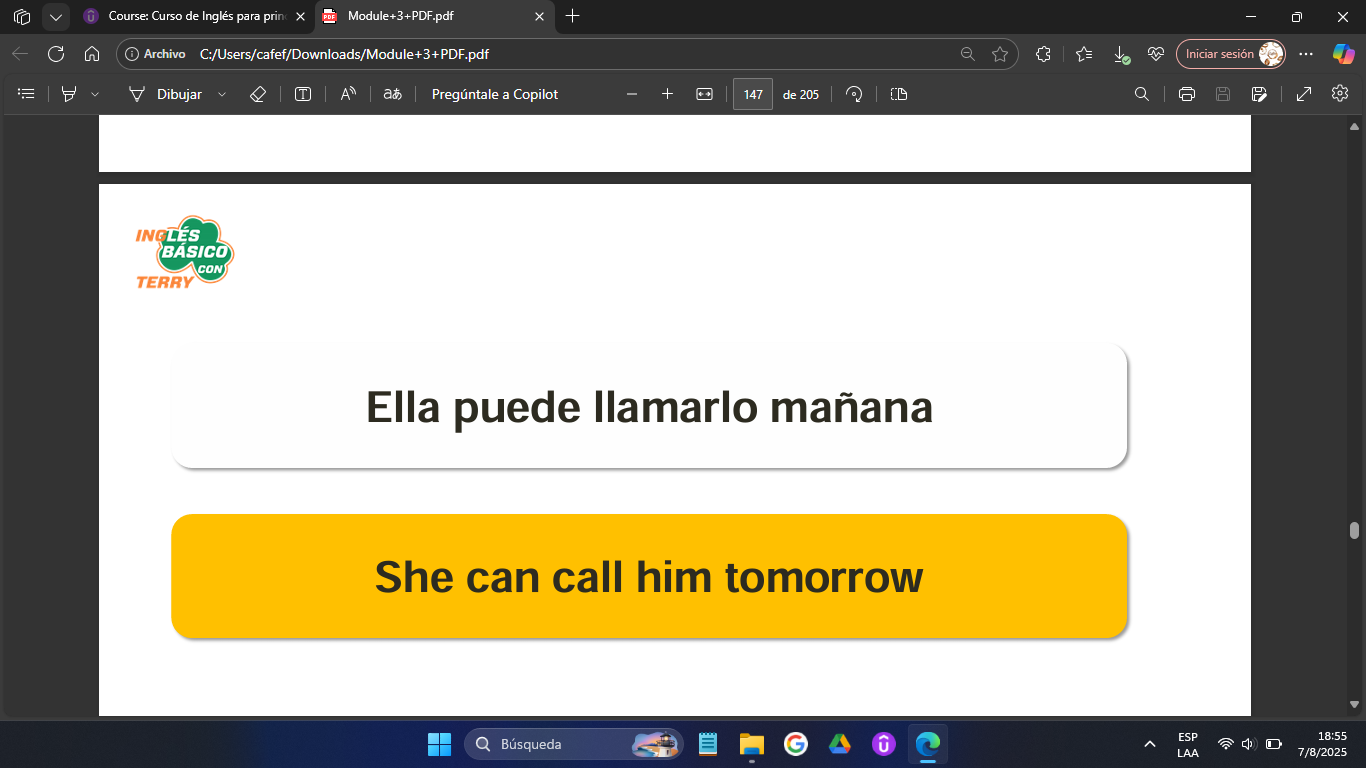 Course: Curso de Inglés para prin
Module+3+PDF.pdf
Archivo
C:/Users/cafef/Downloads/Module+3+PDF.pdf
Iniciar sesión
Dibujar
Pregúntale a Copilot
147
de 205
INGLÉS
BÁSICO
CON
TERRY
Ella puede llamarlo mañana
She can call him tomorrow
Búsqueda
ESP
LAA
18:55
7/8/2025